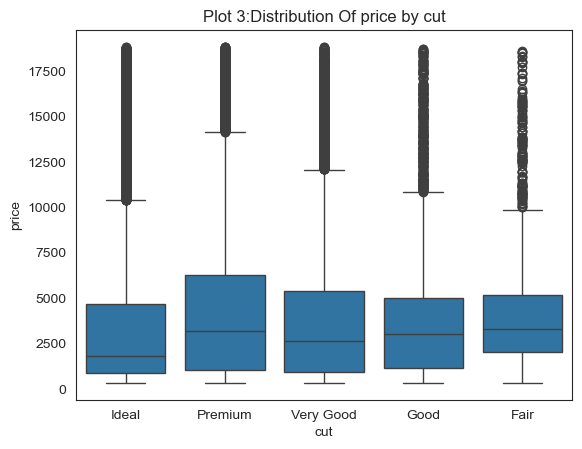 Plot 3:Distribution Of price by cut
17500
15000
12500
10000
7500
5000
2500
0
price
Ideal Premium Very Good Good Fair
cut